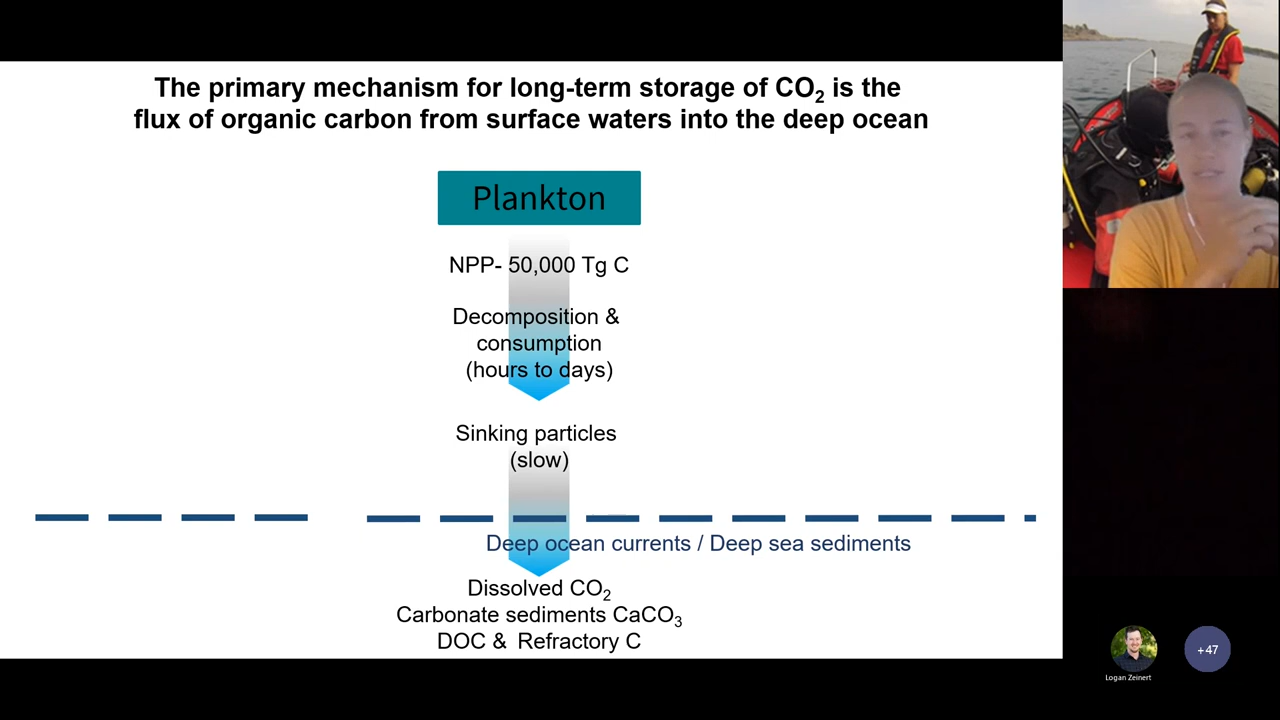 The primary mechanism for long-term storage of CO₂ is the
flux of organic carbon from surface waters into the deep ocean
Plankton
NPP- 50,000 Tg C
Decomposition &
consumption
(hours to days)
Sinking particles
(slow)
Deep ocean currents / Deep sea sediments
Dissolved CO₂
Carbonate sediments CaCO₃
DOC & Refractory C
Logan Zeinert
+47